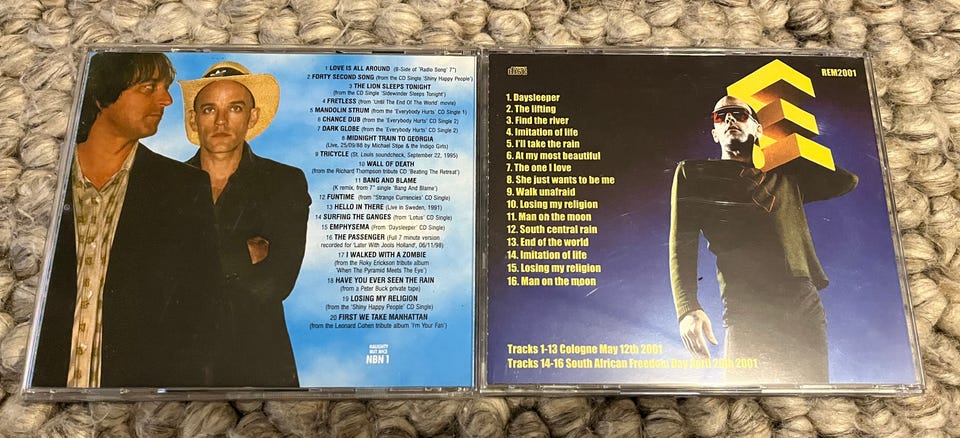 1 LOVE IS ALL AROUND (B-Side of 'Radio Song' 7")
2 FORTY SECOND SONG (from the CD Single 'Shiny Happy People')
3 THE LION SLEEPS TONIGHT
(from the CD Single 'Sidewinder Sleeps Tonight')
4 FRETLESS (from 'Until The End Of The World' movie)
5 MANDOLIN STRUM (from the 'Everybody Hurts' CD Single 1)
6 CHANCE DUB (from the 'Everybody Hurts' CD Single 2)
7 DARK GLOBE (from the 'Everybody Hurts' CD Single 2)
8 MIDNIGHT TRAIN TO GEORGIA
(Live, 25/09/88 by Michael Stipe & the Indigo Girls)
9 TRICYCLE (St. Louis soundcheck, September 22, 1995)
10 WALL OF DEATH
(from the Richard Thompson tribute CD 'Beating The Retreat')
11 BANG AND BLAME
(K remix, from 7" single 'Bang And Blame')
12 FUNTIME (from "Strange Currencies' CD Single)
13 HELLO IN THERE (Live in Sweden, 1991)
14 SURFING THE GANGES (from 'Lotus' CD Single)
15 EMPHYSEMA (From 'Daysleeper' CD Single)
16 THE PASSENGER (Full 7 minute version
recorded for 'Later With Jools Holland', 06/11/98)
17 I WALKED WITH A ZOMBIE
(from the Roky Erickson tribute album
'When The Pyramid Meets The Eye')
18 HAVE YOU EVER SEEN THE RAIN
(from a Peter Buck private tape)
19 LOSING MY RELIGION
(from the 'Shiny Happy People' CD Single)
20 FIRST WE TAKE MANHATTAN
(from the Leonard Cohen tribute album 'I'm Your Fan')
NAUGHTY
BUT NICE
NBN 1
REM2001
1. Daysleeper
2. The lifting
3. Find the river
4. Imitation of life
5. I'll take the rain
6. At my most beautiful
7. The one I love
8. She just wants to be me
9. Walk unafraid
10. Losing my religion
11. Man on the moon
12. South central rain
13. End of the world
14. Imitation of life
15. Losing my religion
16. Man on the moon
Tracks 1-13 Cologne May 12th 2001
Tracks 14-16 South African Freedom Day April 2001